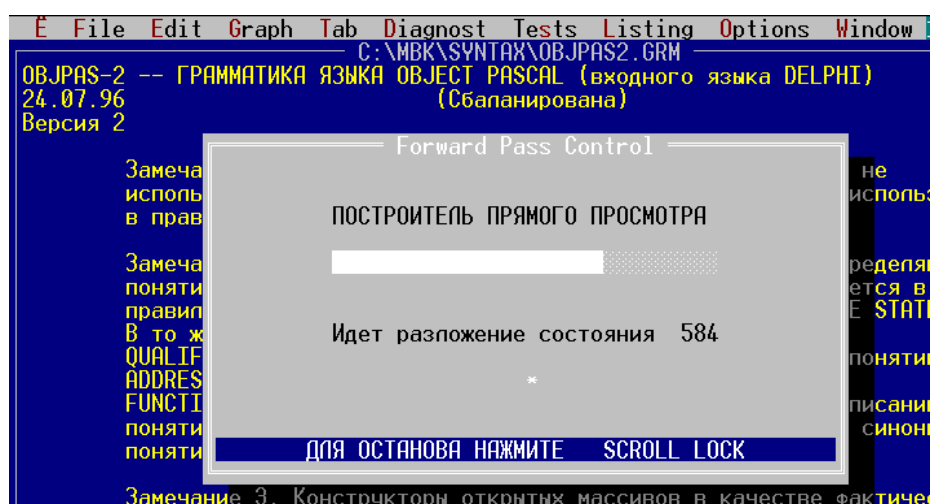 Ё File Edit Graph Tab Diagnost Tests Listing Options Window
C:\MBK\SYNTAX\OBJPAS2.GRM
OBJPAS-2 -- ГРАММАТИКА ЯЗЫКА OBJECT PASCAL (входного языка DELPHI)
24.07.96 (Сбаланирована)
Версия 2
Forward Pass Control
Замеча не
исполь использ
в прав ПОСТРОИТЕЛЬ ПРЯМОГО ПРОСМОТРА
Замеча ределя
поняти ется в
правил E STAT
В то ж Идет разложение состояния 584
QUALIF поняти
ADDRES *
FUNCTI писани
поняти синон
поняти ДЛЯ ОСТАНОВА НАЖМИТЕ SCROLL LOCK
Замечание 3. Конструкторы открытых массивов в качестве фактичес